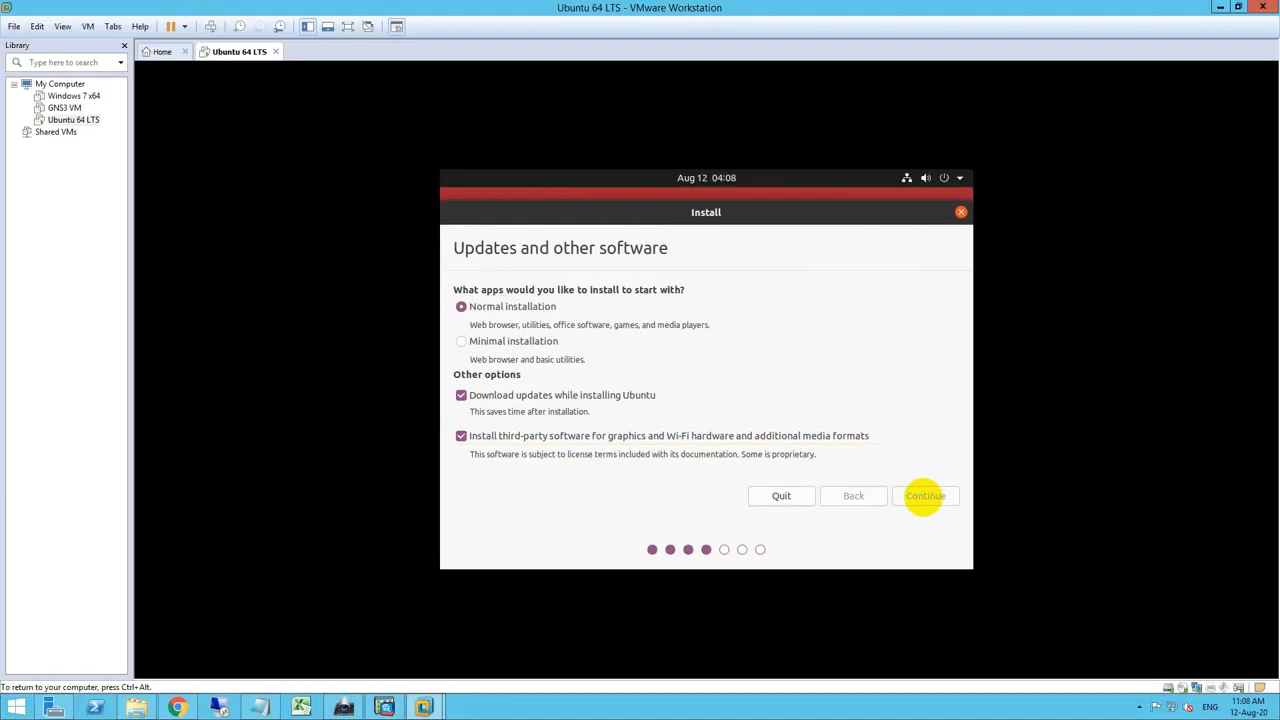 Ubuntu 64 LTS - VMware Workstation
File Edit View VM Tabs Help
Library
Type here to search
Home
Ubuntu 64 LTS
My Computer
Windows 7 x64
GNS3 VM
Ubuntu 64 LTS
Shared VMs
Aug 12 04:08
Install
Updates and other software
What apps would you like to install to start with?
Normal installation
Web browser, utilities, office software, games, and media players.
Minimal installation
Web browser and basic utilities.
Other options
Download updates while installing Ubuntu
This saves time after installation.
Install third-party software for graphics and Wi-Fi hardware and additional media formats
This software is subject to license terms included with its documentation. Some is proprietary.
Quit Back Continue
To return to your computer, press Ctrl+Alt.
ENG
11:08 AM
12-Aug-20